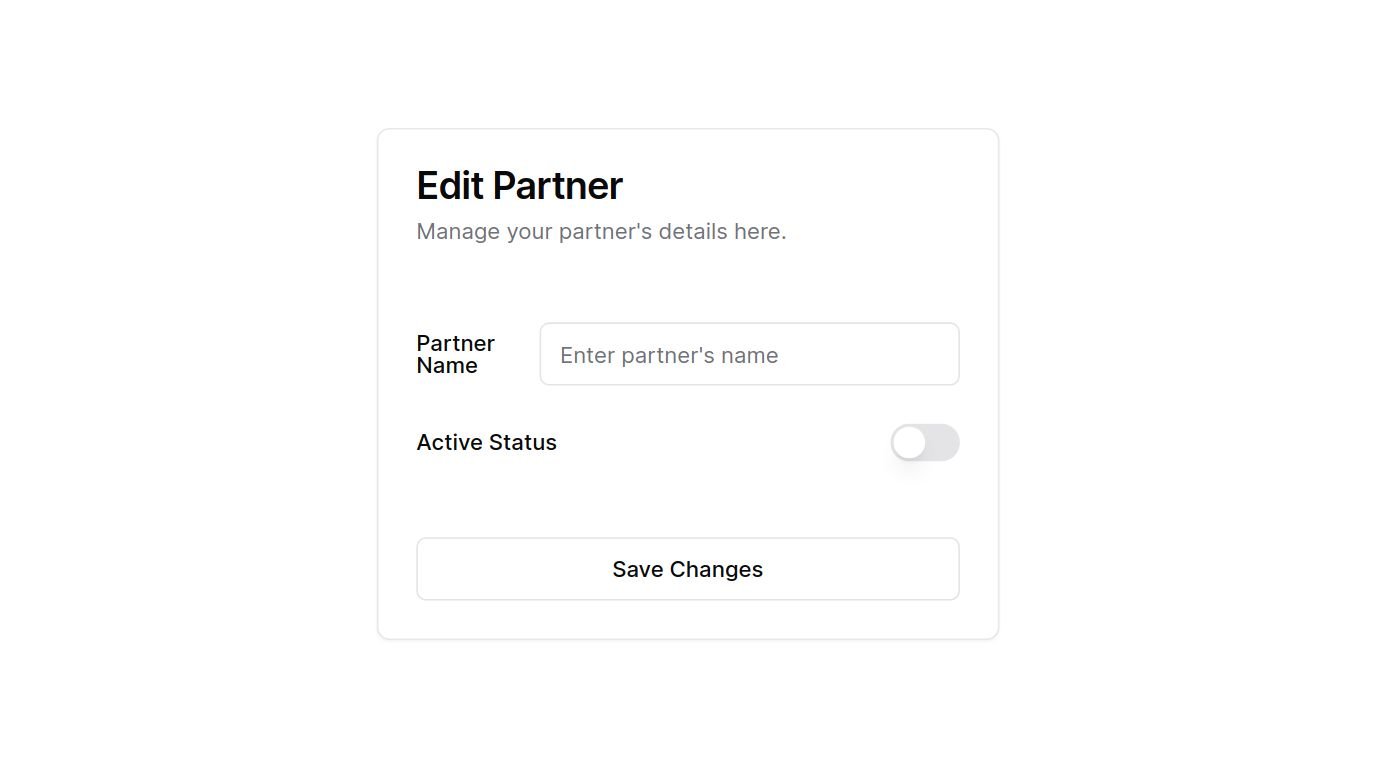 Edit Partner
Manage your partner's details here.
Partner
Name
Enter partner's name
Active Status
Save Changes